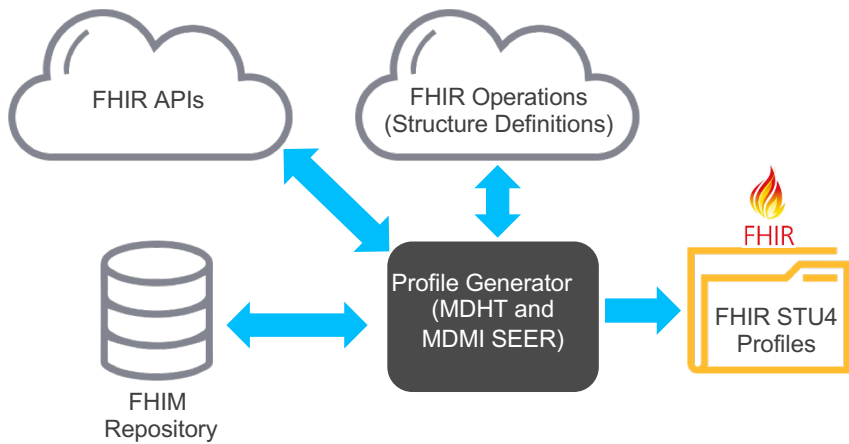 FHIR APIs
FHIR Operations
(Structure Definitions)
FHIR
Profile Generator
(MDHT and
MDMI SEER)
FHIR STU4
Profiles
FHIM
Repository